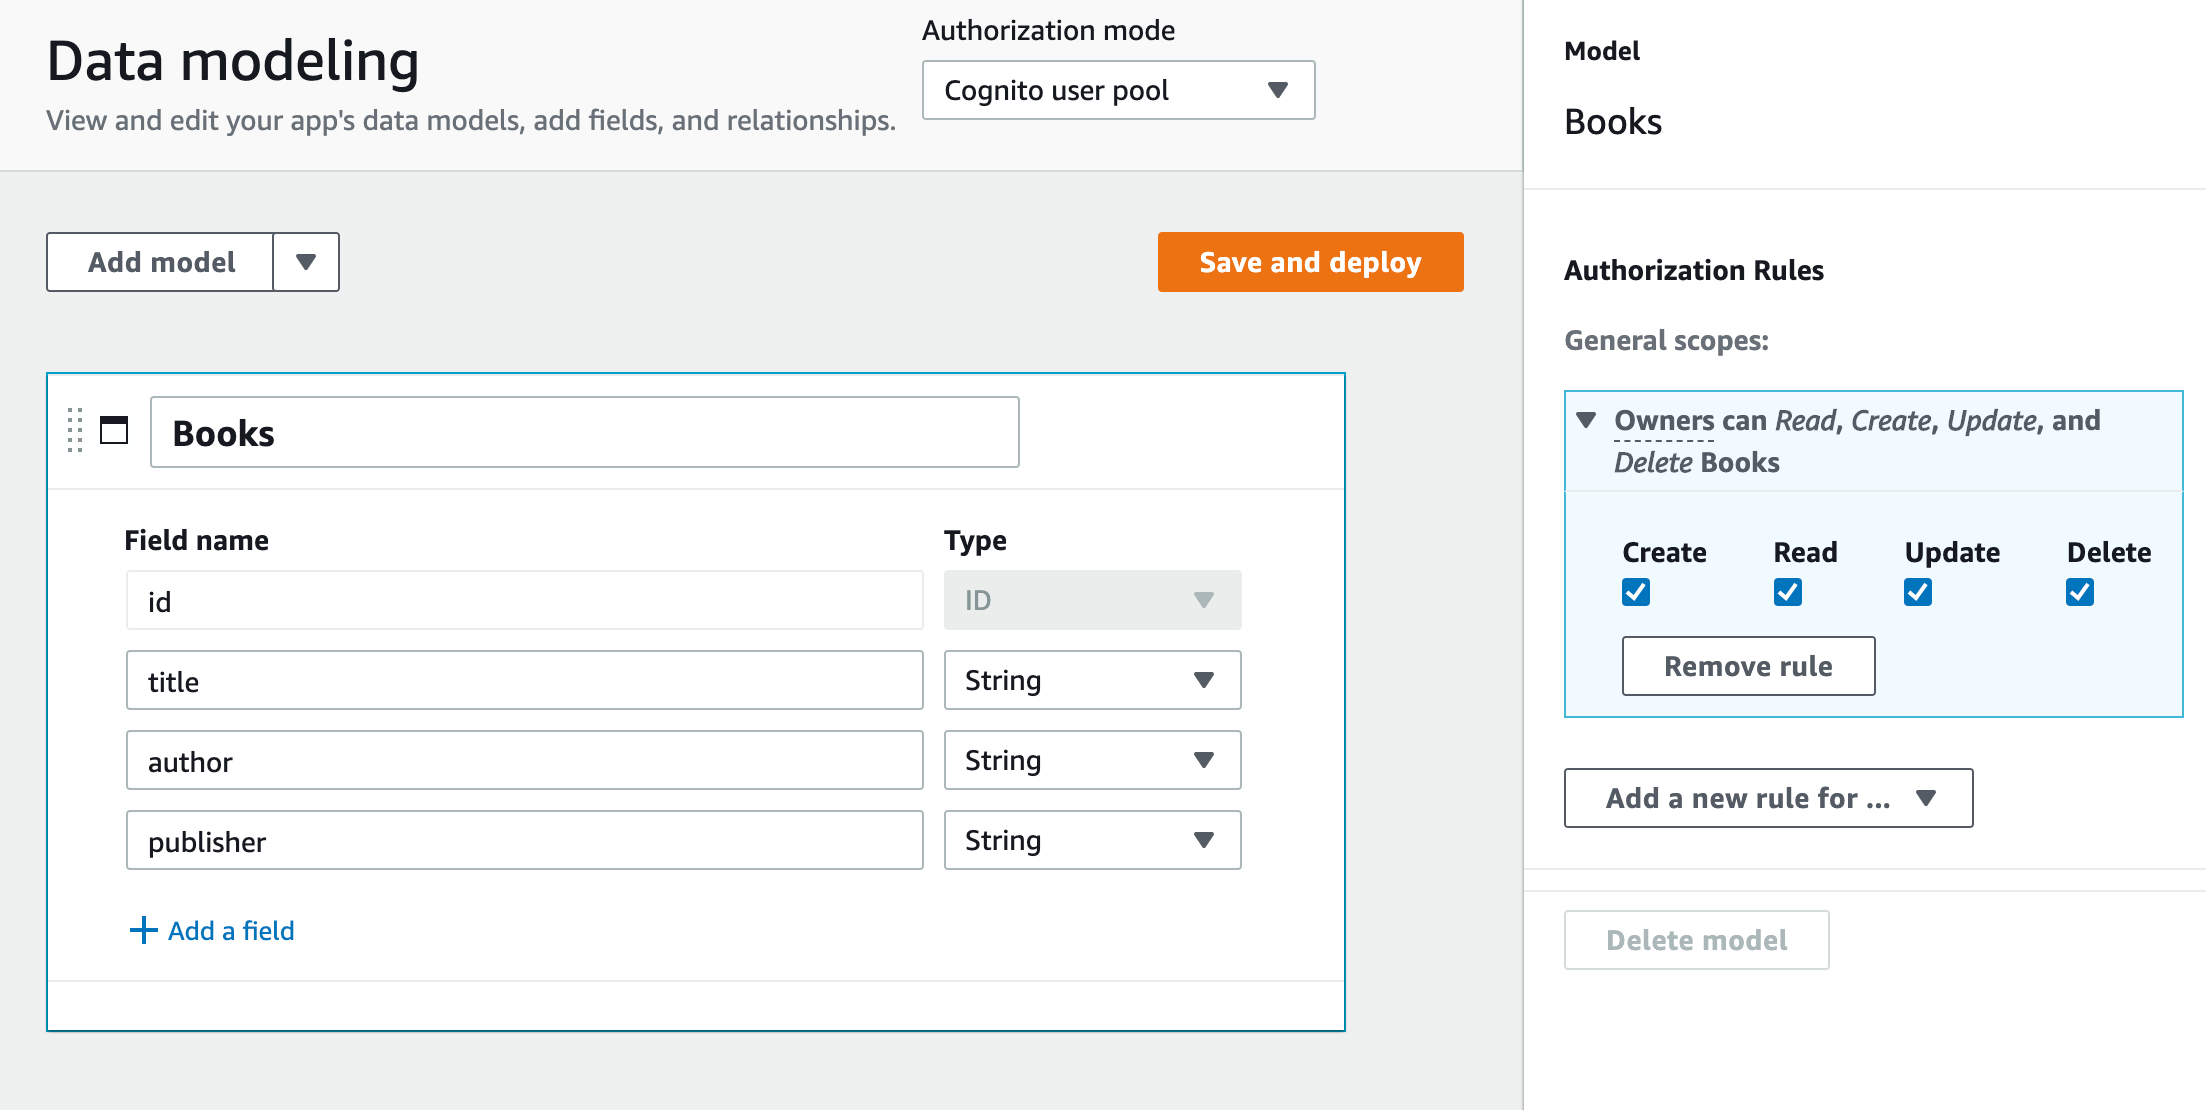 Data modeling
View and edit your app's data models, add fields, and relationships.
Authorization mode
Cognito user pool
Add model
Save and deploy
Books
Field name Type
id ID
title String
author String
publisher String
Add a field
Model
Books
Authorization Rules
General scopes:
Owners can Read, Create, Update, and
Delete Books
Create Read Update Delete
Remove rule
Add a new rule for ...
Delete model